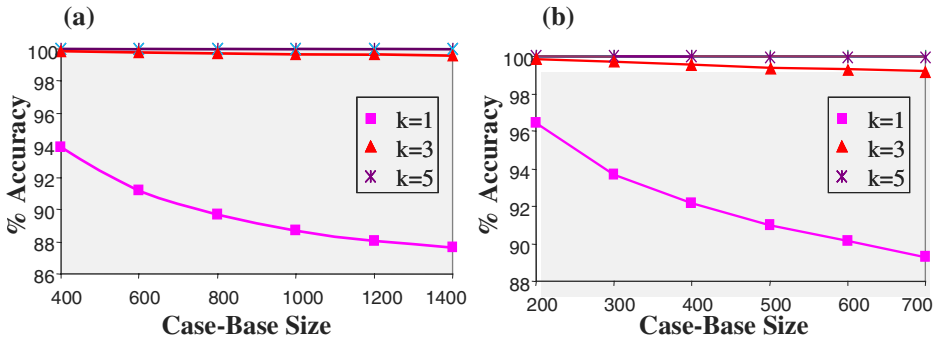 (a)
100
98
96
94
92
90
88
86
% Accuracy
k=1
k=3
k=5
400 600 800 1000 1200 1400
Case-Base Size
(b)
100
98
96
94
92
90
88
% Accuracy
k=1
k=3
k=5
200 300 400 500 600 700
Case-Base Size